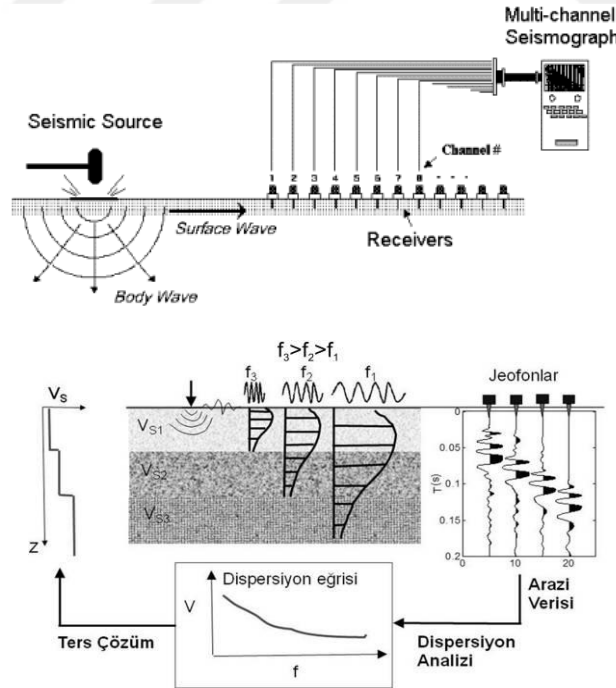 Multi-channel
Seismograph
Seismic Source
Channel #
1 2 3 4 5 6 7 8 - - -
Surface Wave
Receivers
Body Wave
f3>f2>f1
f3 f2 f1
Jeofonlar
Vs
VS1
VS2
VS3
Z
T(s)
0
0.05
0.1
0.15
0.2
0 10 20
Arazi
Verisi
Dispersiyon eğrisi
V
f
Ters Çözüm
Dispersiyon
Analizi